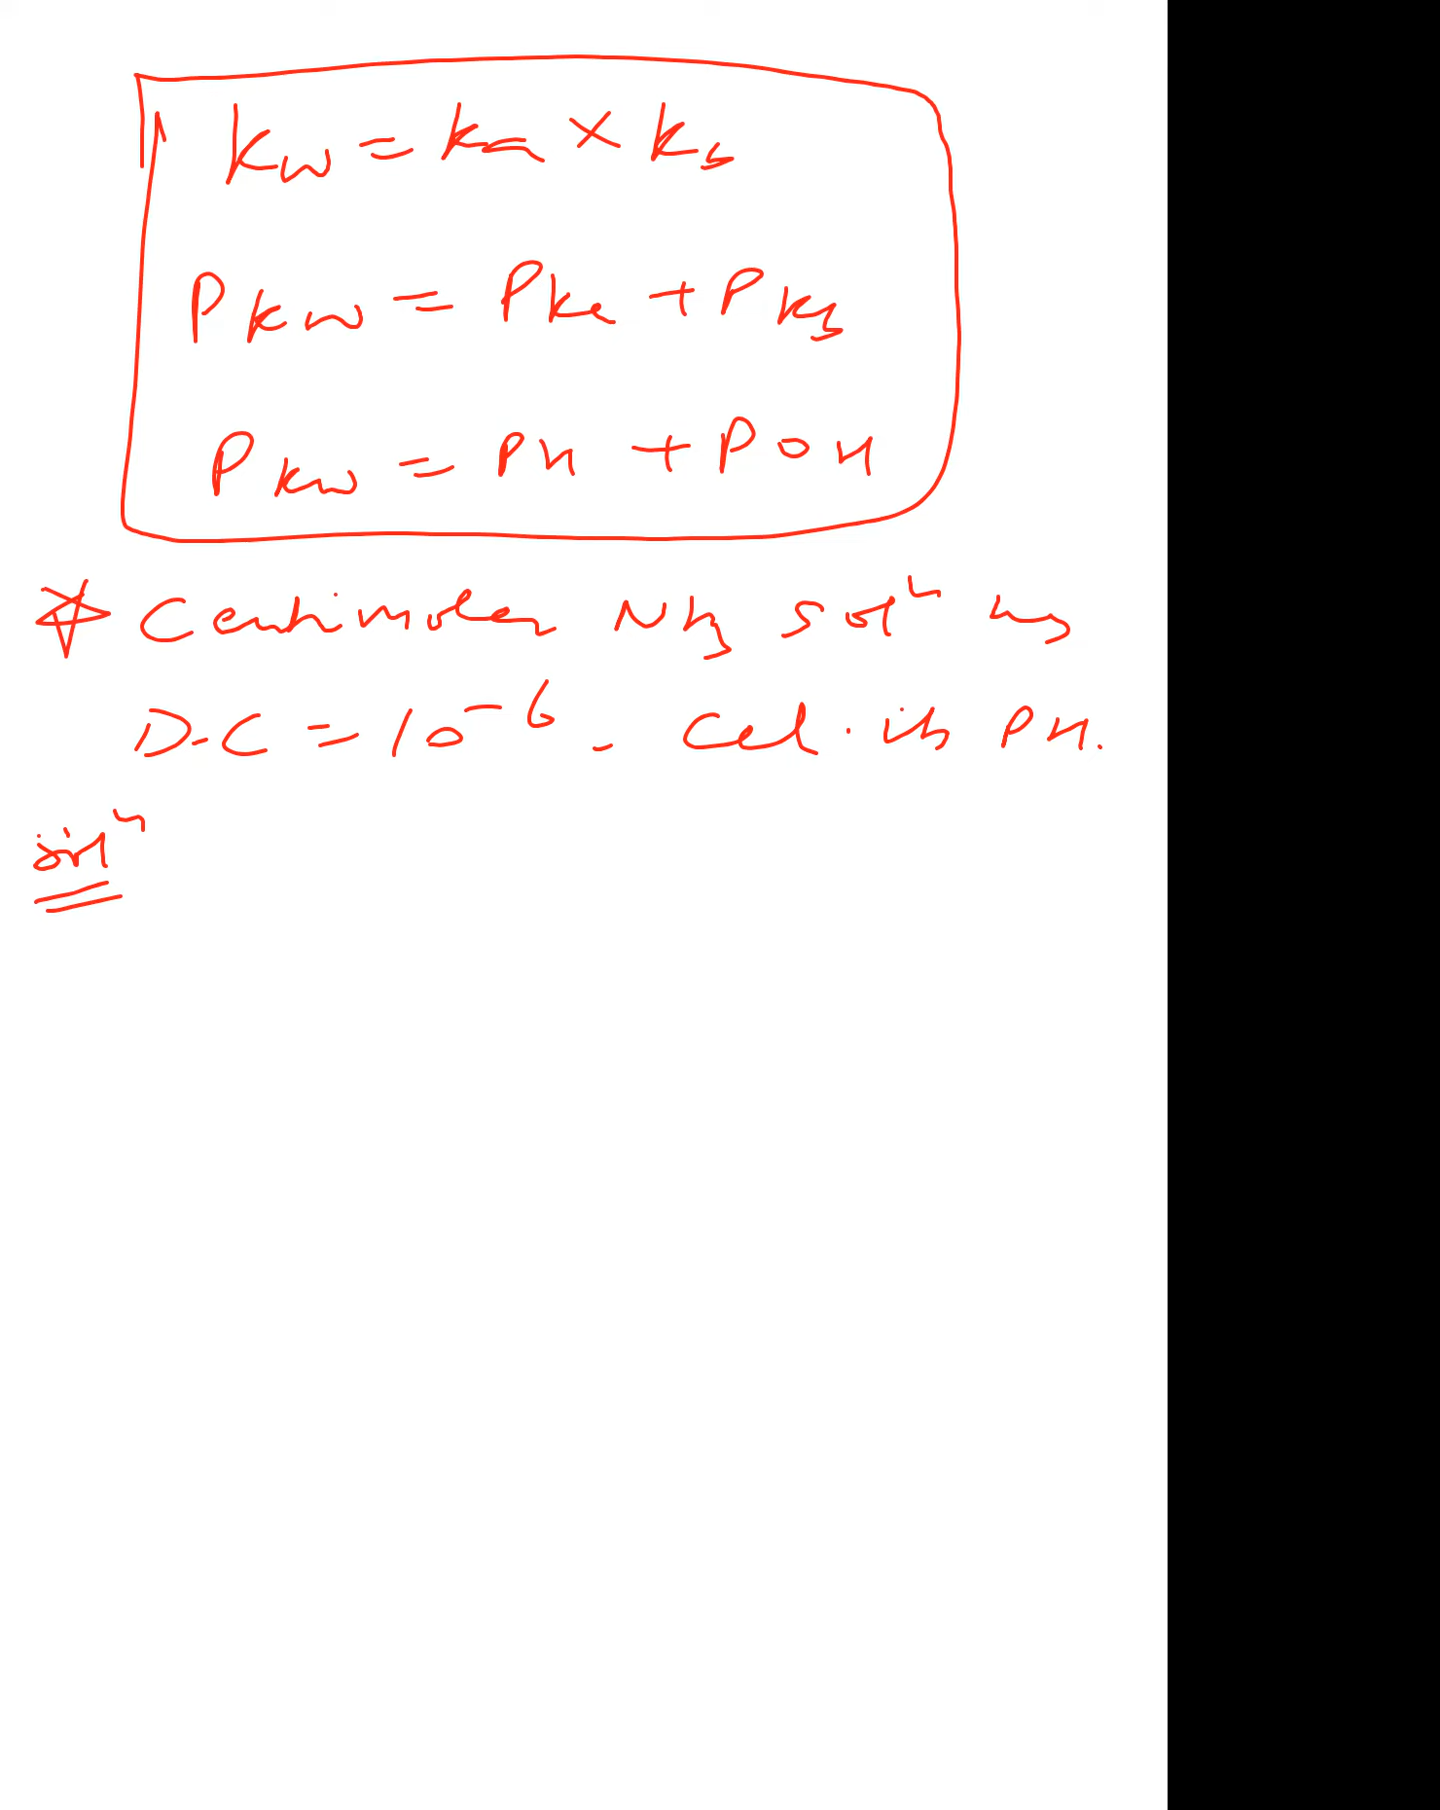 Kw = Ka × Kb
PKw = PKa + PKb
PKw = PH + POH
☆ Centimolar NH3 solⁿ has
D.C = 10⁻⁶. Cal. its PH.
solⁿ